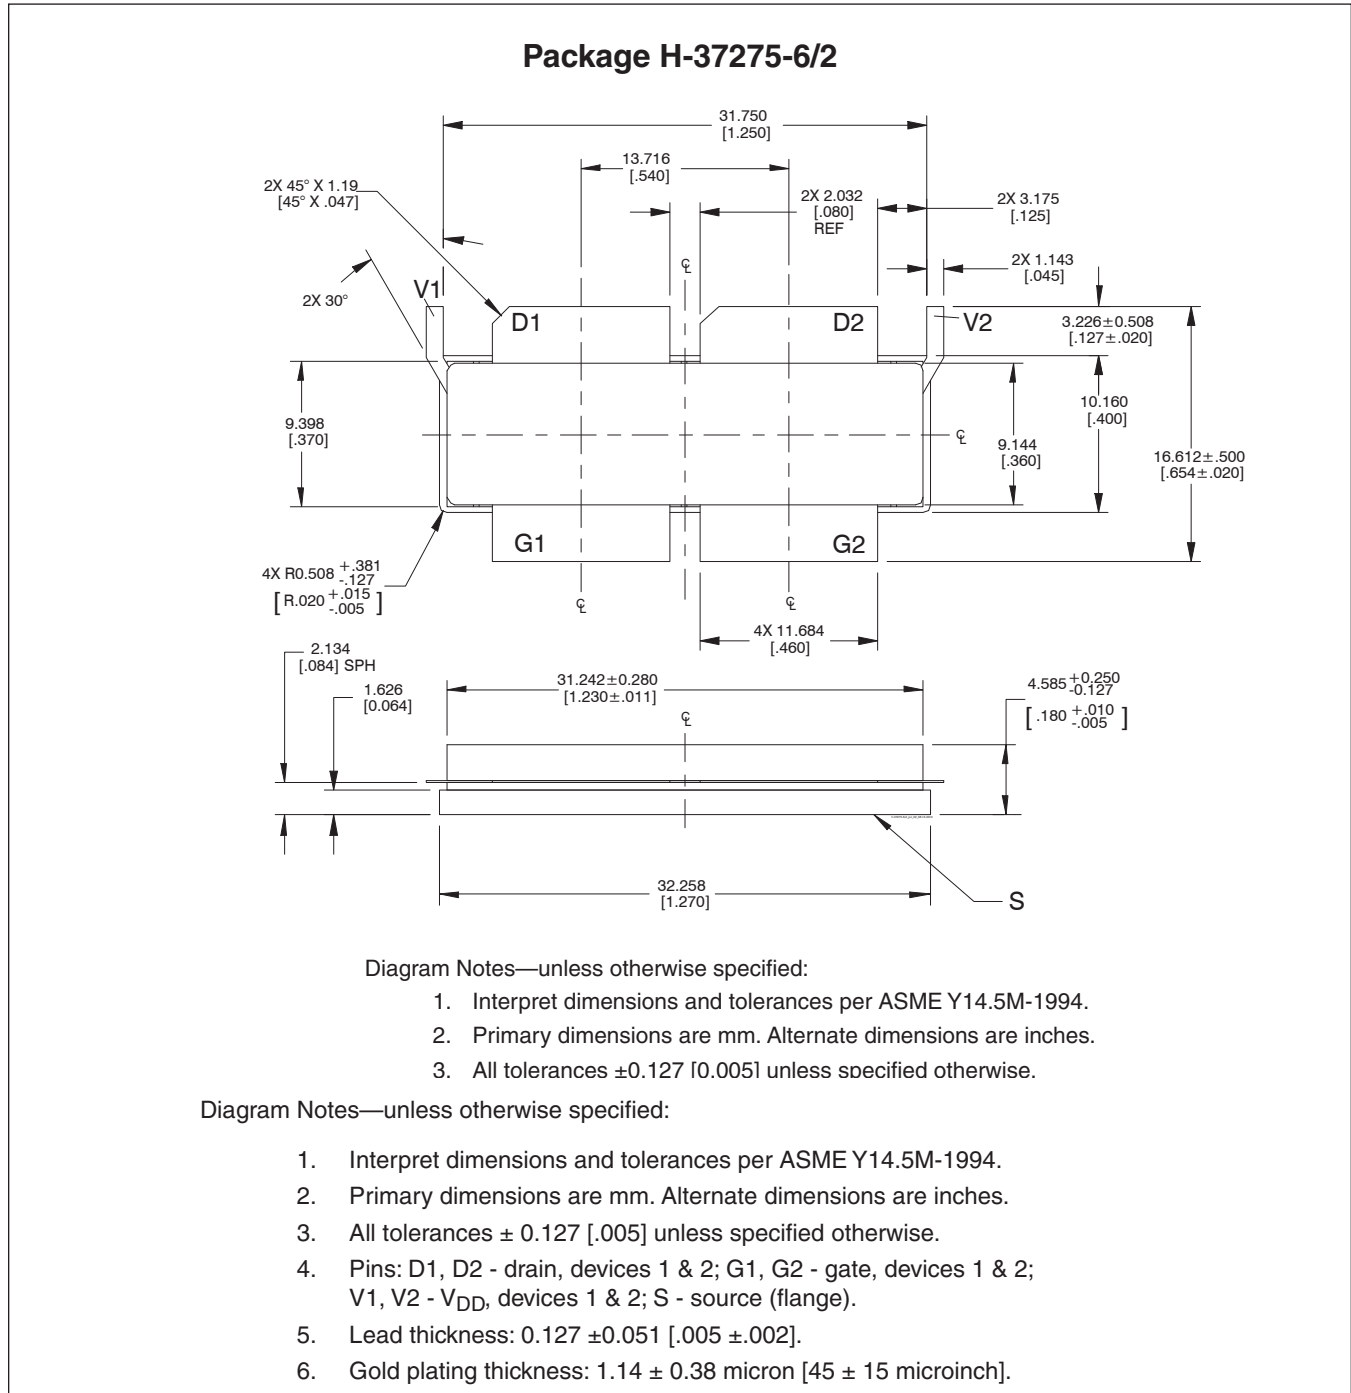 Package H-37275-6/2
31.750
[1.250]
13.716
[.540]
2X 45° X 1.19
[45° X .047]
2X 2.032
[.080]
REF
2X 3.175
[.125]
2X 1.143
[.045]
℄
2X 30°
V1
D1
D2
V2
3.226±0.508
[.127±.020]
9.398
[.370]
℄
9.144
[.360]
10.160
[.400]
16.612±.500
[.654±.020]
G1
G2
4X R0.508 +.381
-.127
[ R.020 +.015
-.005 ]
℄
℄
4X 11.684
[.460]
2.134
[.084] SPH
1.626
[0.064]
31.242±0.280
[1.230±.011]
℄
4.585 +0.250
-0.127
[ .180 +.010
-.005 ]
32.258
[1.270]
S
Diagram Notes—unless otherwise specified:
1. Interpret dimensions and tolerances per ASME Y14.5M-1994.
2. Primary dimensions are mm. Alternate dimensions are inches.
3. All tolerances ±0.127 [0.005] unless specified otherwise.
Diagram Notes—unless otherwise specified:
1. Interpret dimensions and tolerances per ASME Y14.5M-1994.
2. Primary dimensions are mm. Alternate dimensions are inches.
3. All tolerances ± 0.127 [.005] unless specified otherwise.
4. Pins: D1, D2 - drain, devices 1 & 2; G1, G2 - gate, devices 1 & 2;
V1, V2 - VDD, devices 1 & 2; S - source (flange).
5. Lead thickness: 0.127 ±0.051 [.005 ±.002].
6. Gold plating thickness: 1.14 ± 0.38 micron [45 ± 15 microinch].